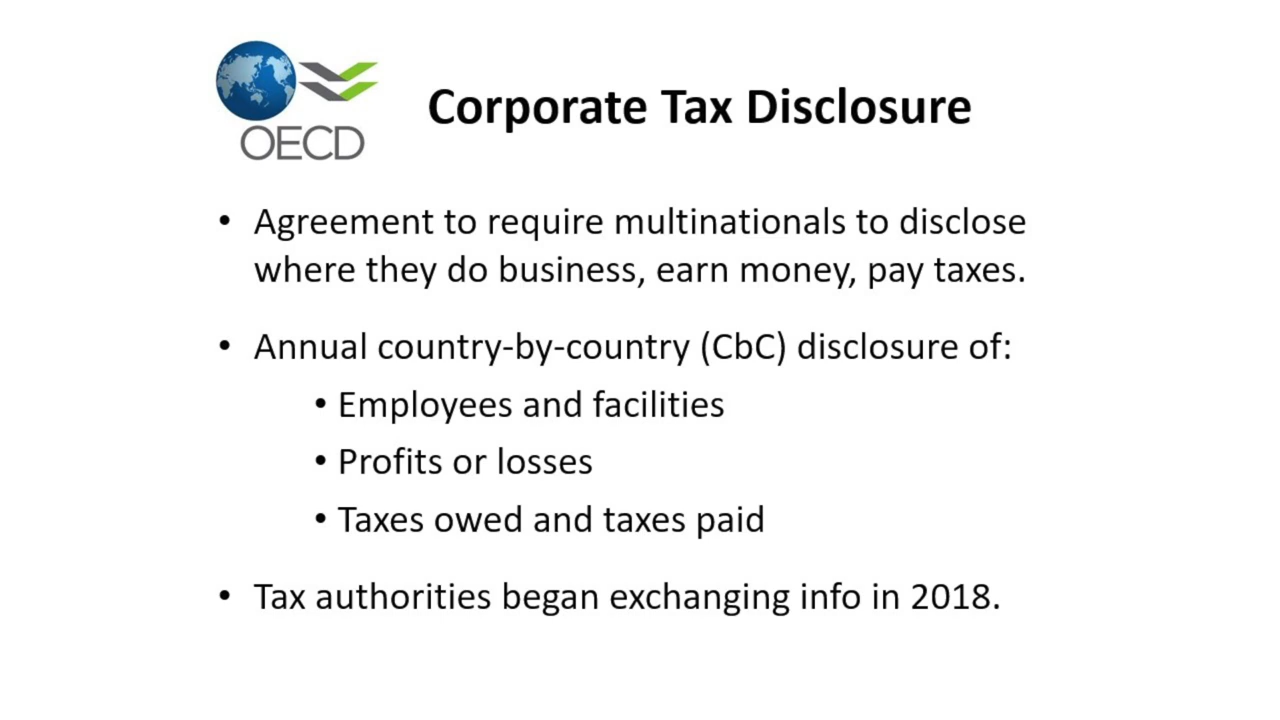 OECD
Corporate Tax Disclosure
• Agreement to require multinationals to disclose
where they do business, earn money, pay taxes.
• Annual country-by-country (CbC) disclosure of:
• Employees and facilities
• Profits or losses
• Taxes owed and taxes paid
• Tax authorities began exchanging info in 2018.